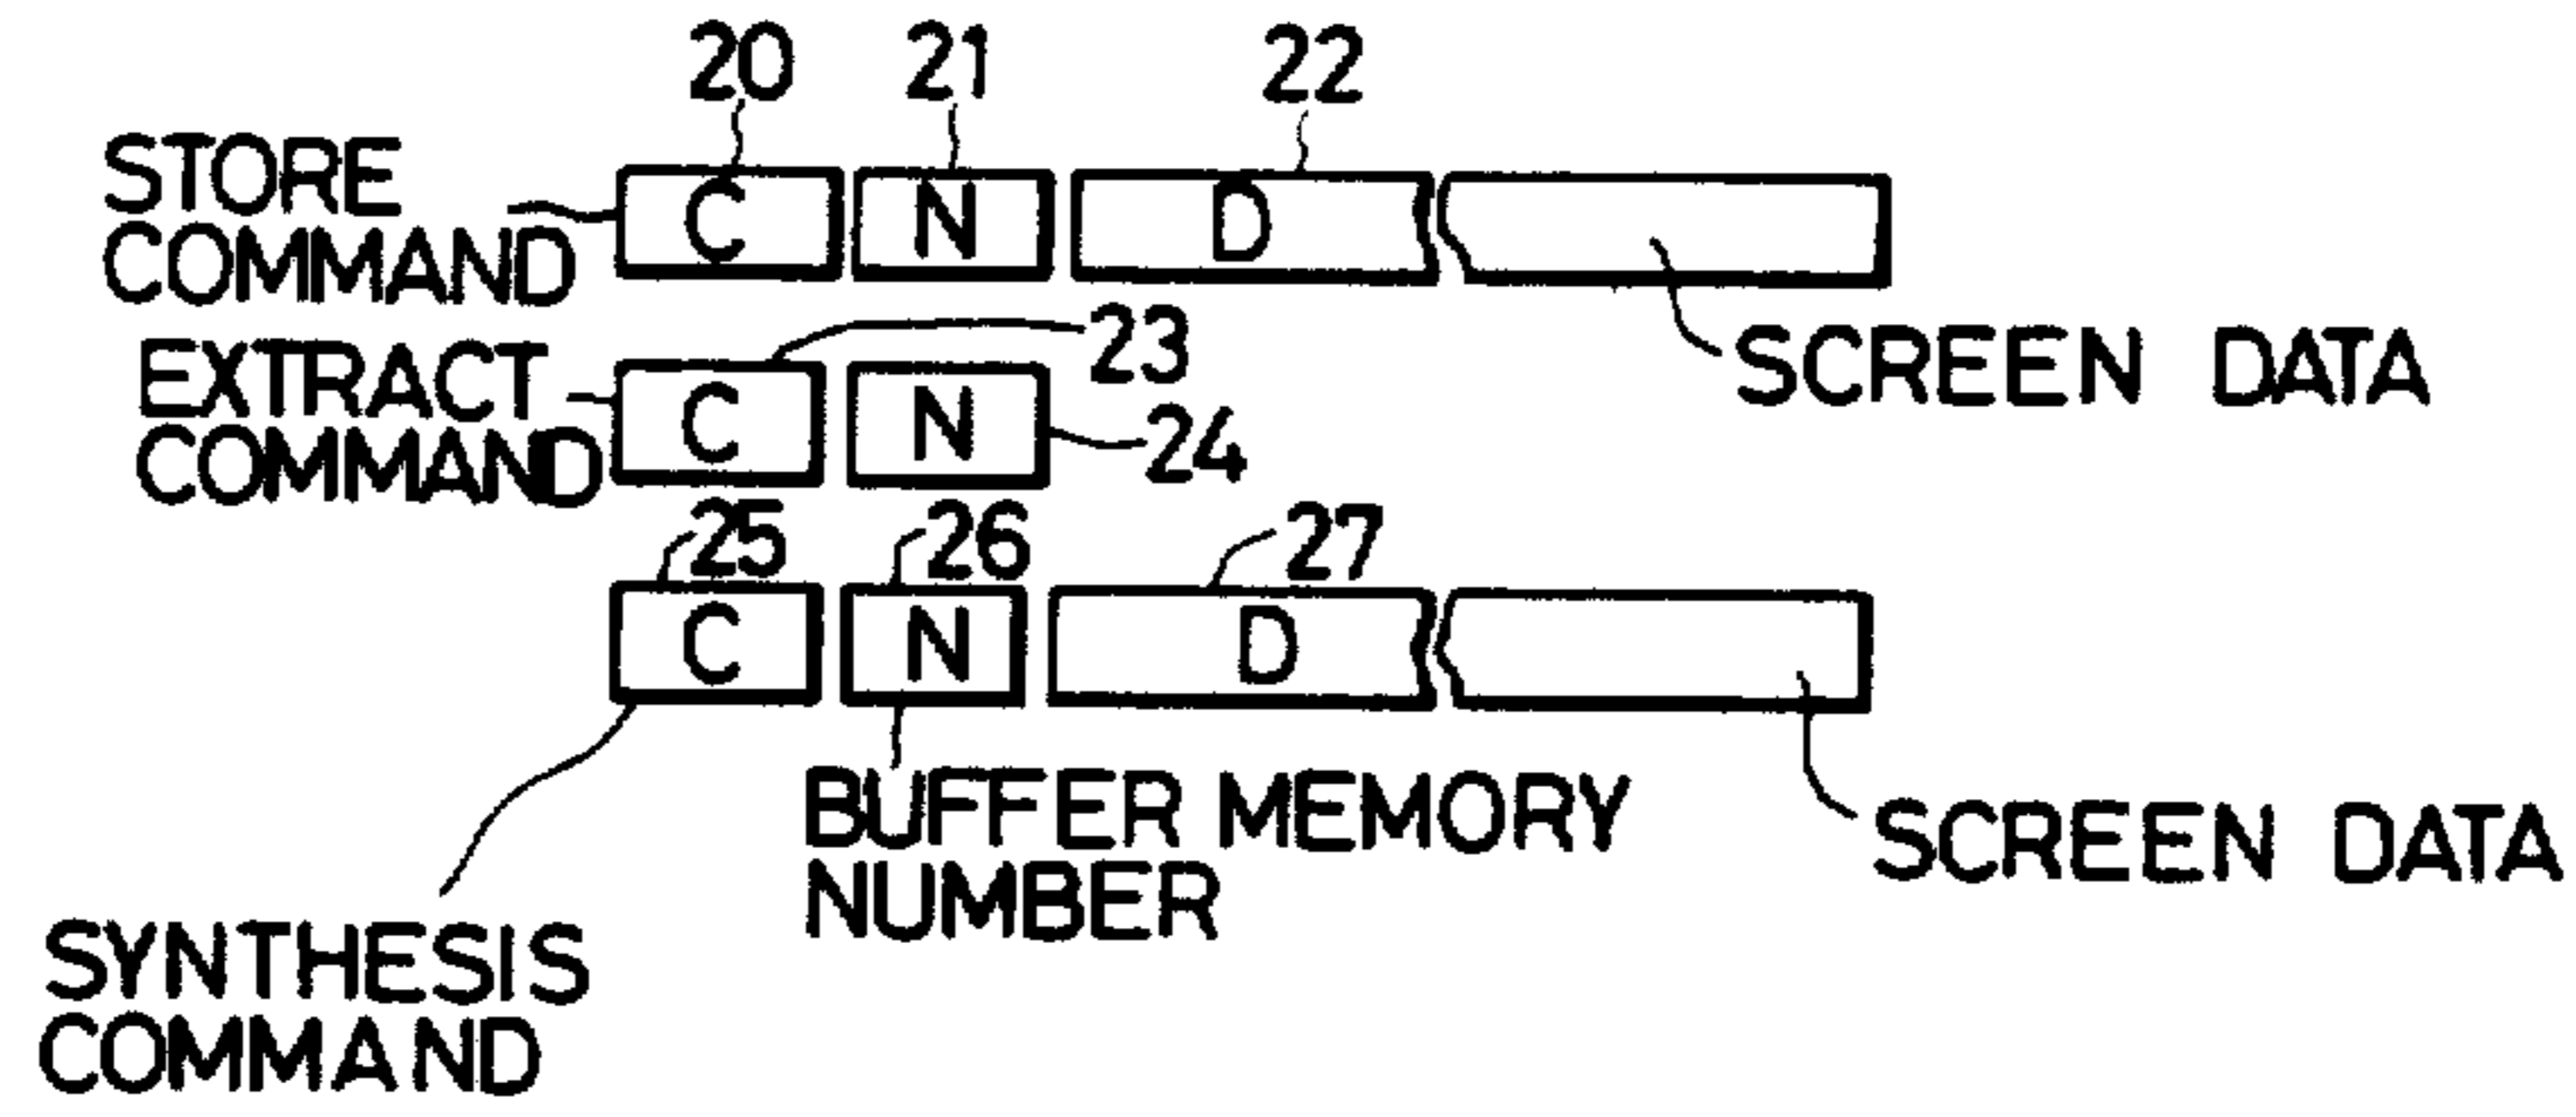 20 21 22
STORE
COMMAND
C N D
SCREEN DATA
EXTRACT
COMMAND
C N
23
24
25 26 27
C N D
BUFFER MEMORY
NUMBER
SCREEN DATA
SYNTHESIS
COMMAND